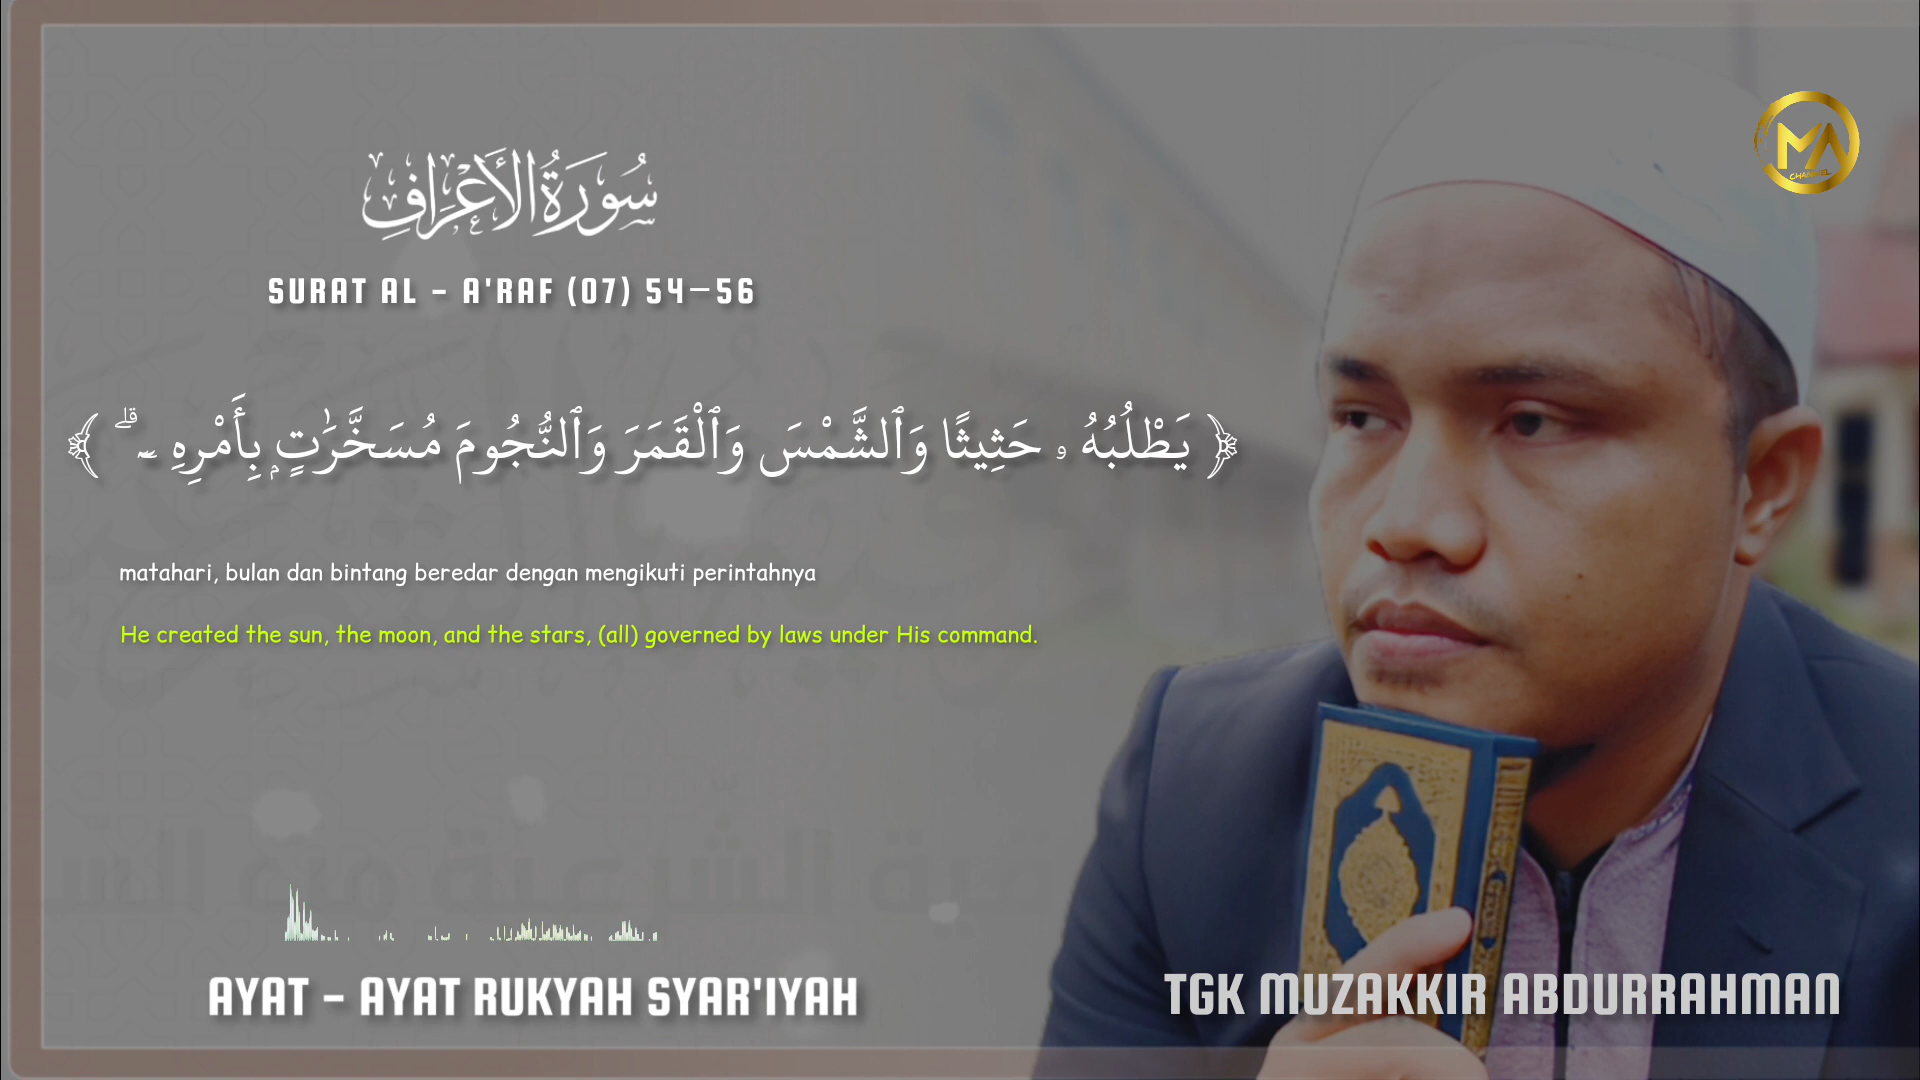 سُورَةُ الأَعْرَافِ
SURAT AL - A'RAF (07) 54–56
﴿ يَطْلُبُهُۥ حَثِيثًا وَٱلشَّمْسَ وَٱلْقَمَرَ وَٱلنُّجُومَ مُسَخَّرَٰتٍۭ بِأَمْرِهِۦٓ ۗ ﴾
matahari, bulan dan bintang beredar dengan mengikuti perintahnya
He created the sun, the moon, and the stars, (all) governed by laws under His command.
AYAT - AYAT RUKYAH SYAR'IYAH
TGK MUZAKKIR ABDURRAHMAN
MA
CHANNEL